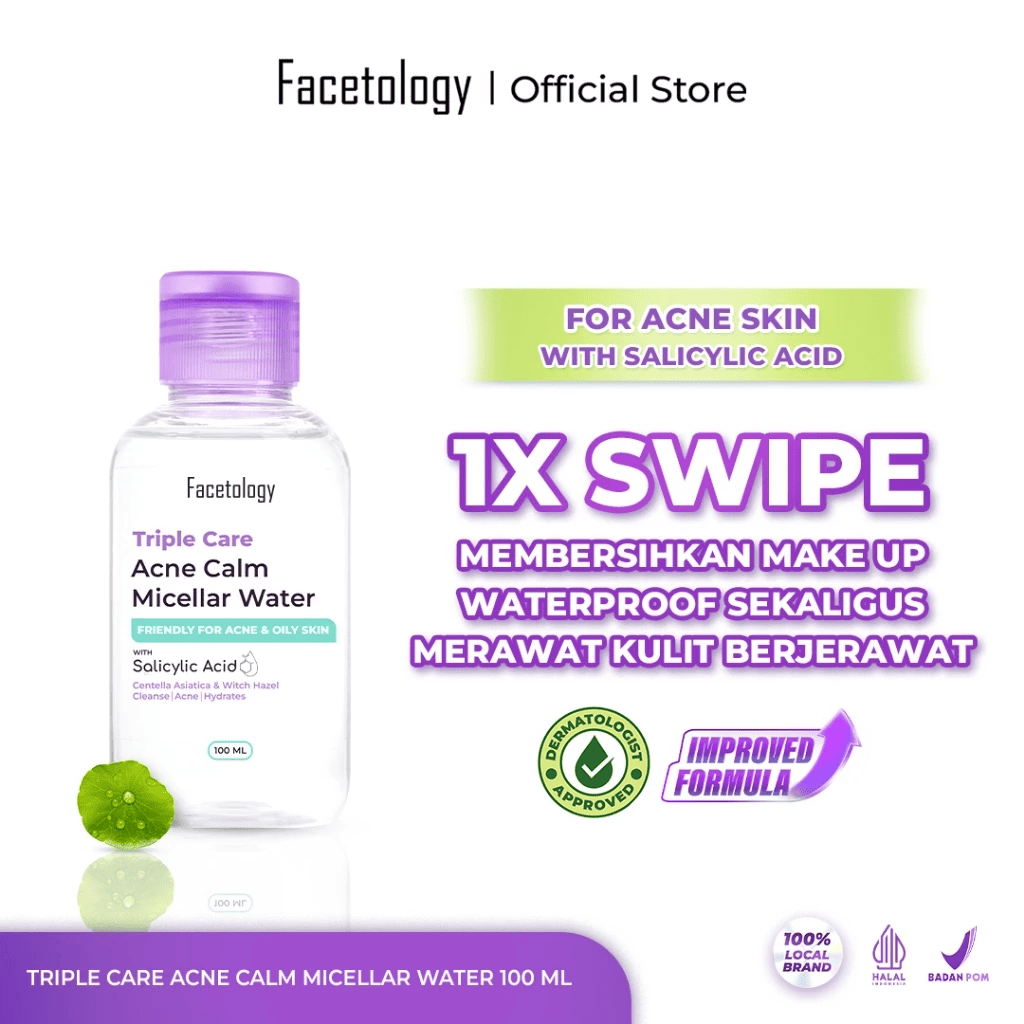 Facetology | Official Store
FOR ACNE SKIN
WITH SALICYLIC ACID
1X SWIPE
MEMBERSIHKAN MAKE UP
WATERPROOF SEKALIGUS
MERAWAT KULIT BERJERAWAT
Facetology
Triple Care
Acne Calm
Micellar Water
FRIENDLY FOR ACNE & OILY SKIN
WITH
Salicylic Acid
Centella Asiatica & Witch Hazel
Cleanse|Acne|Hydrates
100 ML
DERMATOLOGIST
APPROVED
IMPROVED
FORMULA
100 ML
TRIPLE CARE ACNE CALM MICELLAR WATER 100 ML
100%
LOCAL
BRAND
HALAL
INDONESIA
BADAN POM